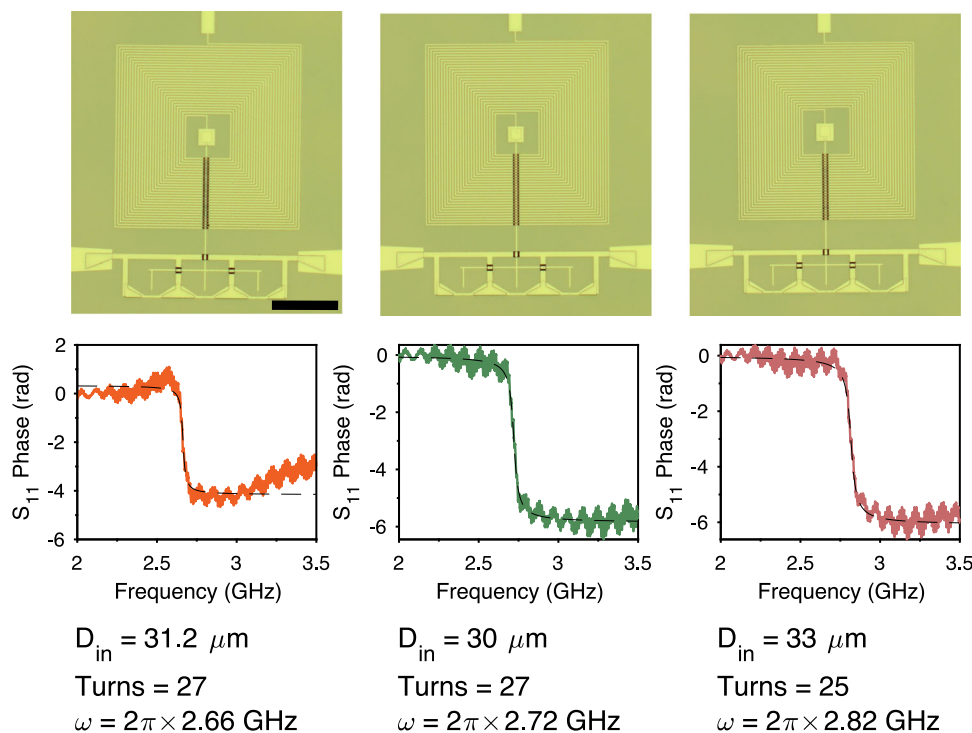 2
0
-2
-4
-6
S11 Phase (rad)
2 2.5 3 3.5
Frequency (GHz)
0
-2
-4
-6
S11 Phase (rad)
2 2.5 3 3.5
Frequency (GHz)
0
-2
-4
-6
S11 Phase (rad)
2 2.5 3 3.5
Frequency (GHz)
Din = 31.2 μm
Turns = 27
ω = 2π×2.66 GHz
Din = 30 μm
Turns = 27
ω = 2π×2.72 GHz
Din = 33 μm
Turns = 25
ω = 2π×2.82 GHz